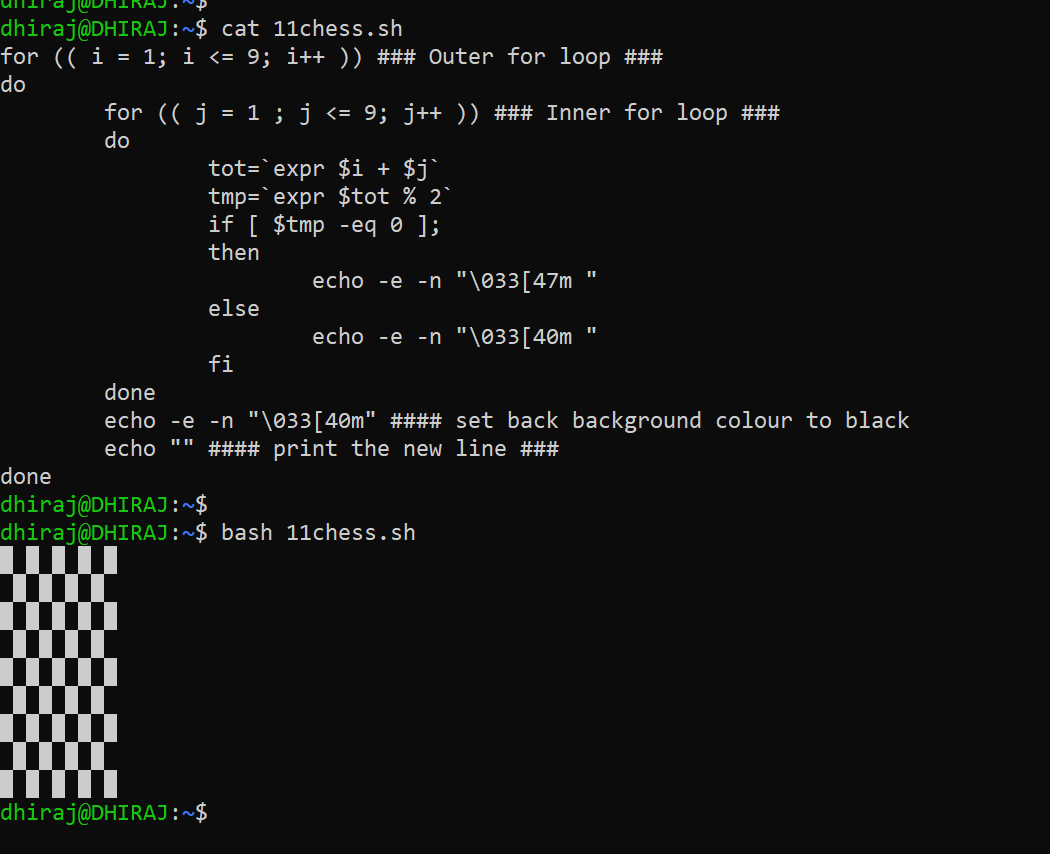 dhiraj@DHIRAJ:~$
dhiraj@DHIRAJ:~$ cat 11chess.sh
for (( i = 1; i <= 9; i++ )) ### Outer for loop ###
do
        for (( j = 1 ; j <= 9; j++ )) ### Inner for loop ###
        do
                tot=`expr $i + $j`
                tmp=`expr $tot % 2`
                if [ $tmp -eq 0 ];
                then
                        echo -e -n "\033[47m "
                else
                        echo -e -n "\033[40m "
                fi
        done
        echo -e -n "\033[40m" #### set back background colour to black
        echo "" #### print the new line ###
done
dhiraj@DHIRAJ:~$
dhiraj@DHIRAJ:~$ bash 11chess.sh
dhiraj@DHIRAJ:~$